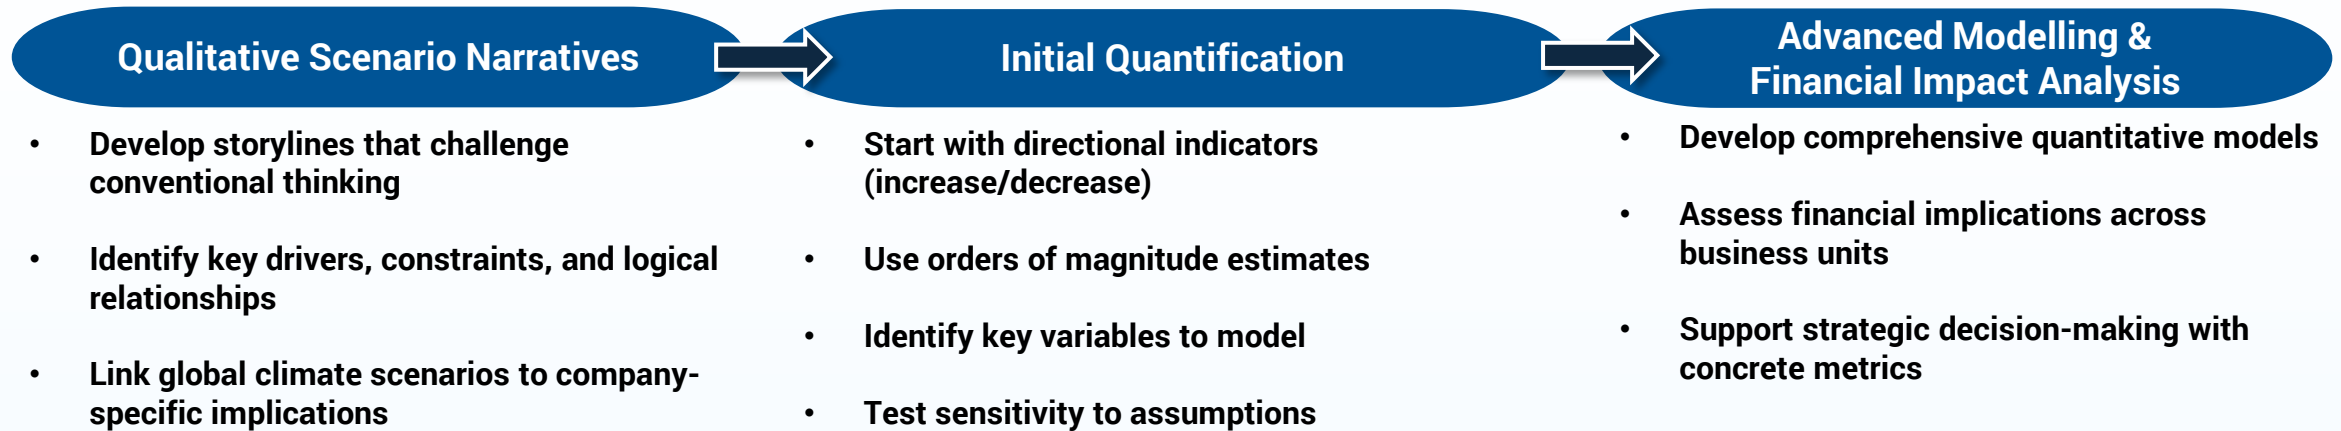 Qualitative Scenario Narratives
• Develop storylines that challenge
conventional thinking
• Identify key drivers, constraints, and logical
relationships
• Link global climate scenarios to company-
specific implications
Initial Quantification
• Start with directional indicators
(increase/decrease)
• Use orders of magnitude estimates
• Identify key variables to model
• Test sensitivity to assumptions
Advanced Modelling &
Financial Impact Analysis
• Develop comprehensive quantitative models
• Assess financial implications across
business units
• Support strategic decision-making with
concrete metrics